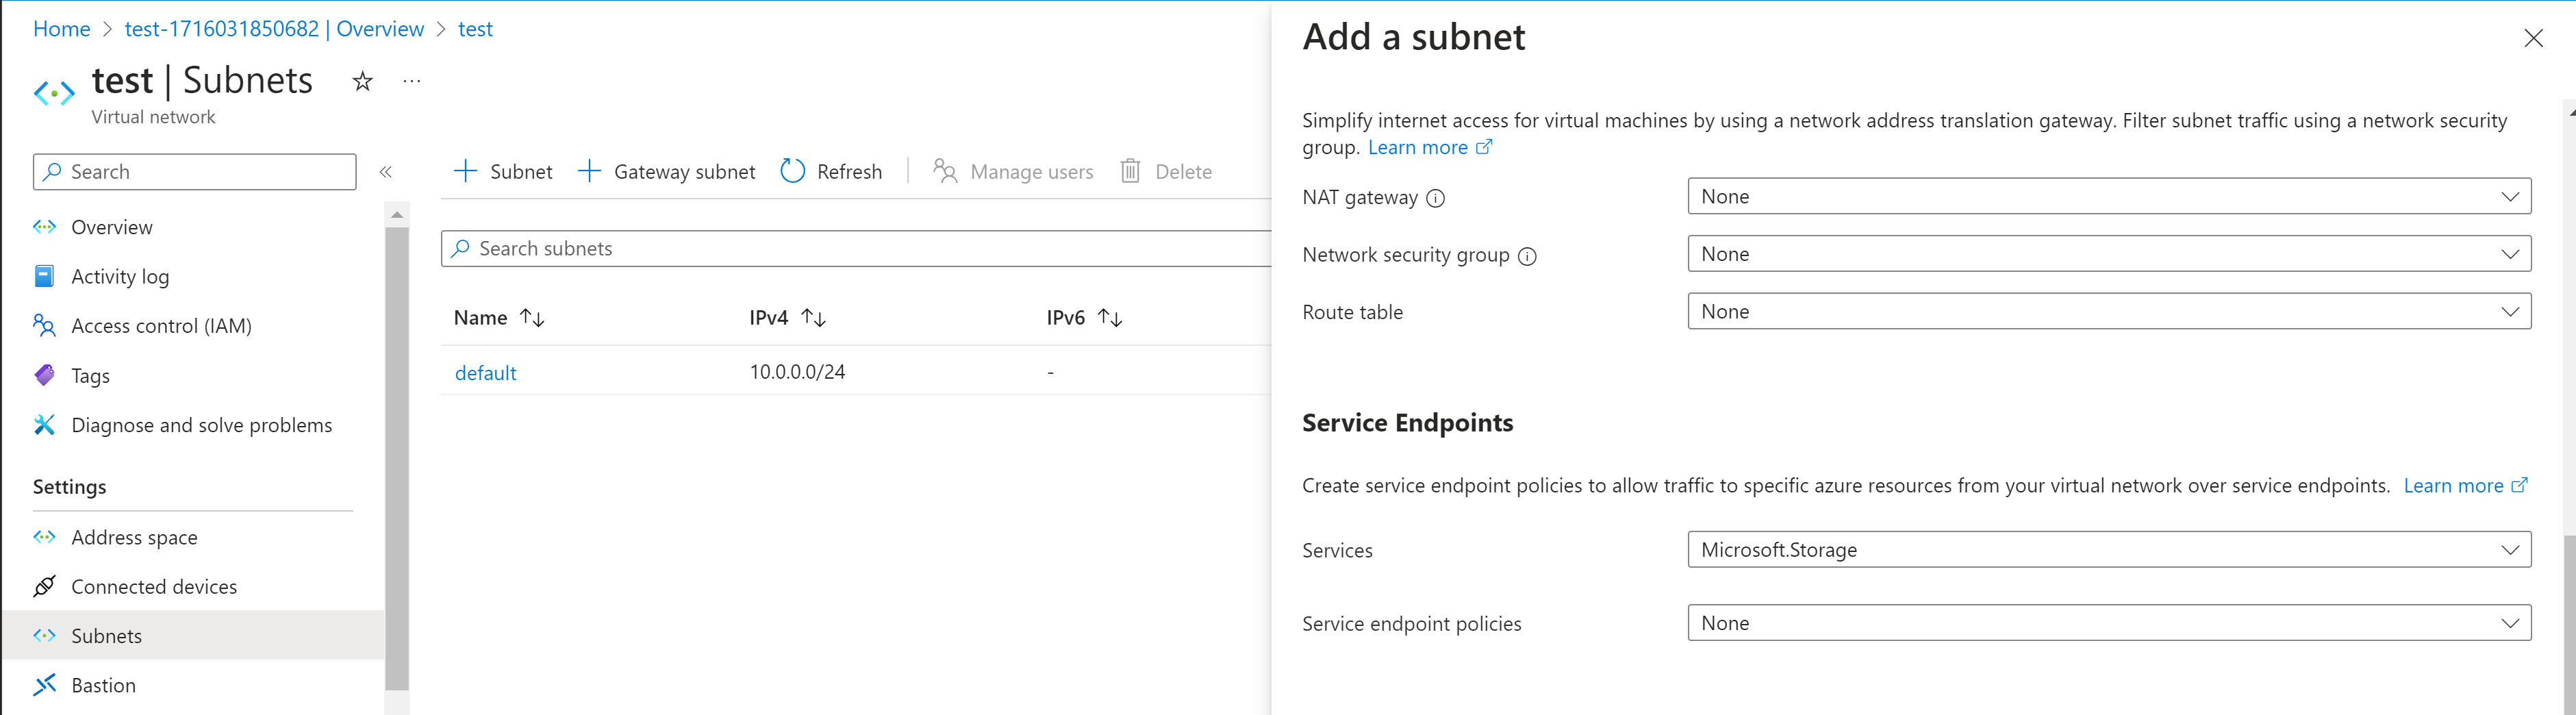 Home > test-1716031850682 | Overview > test
test | Subnets ☆ ...
Virtual network
Search «
Overview
Activity log
Access control (IAM)
Tags
Diagnose and solve problems
Settings
Address space
Connected devices
Subnets
Bastion
+ Subnet + Gateway subnet Refresh | Manage users Delete
Search subnets
Name ↑↓ IPv4 ↑↓ IPv6 ↑↓
default 10.0.0.0/24 -
Add a subnet
Simplify internet access for virtual machines by using a network address translation gateway. Filter subnet traffic using a network security
group. Learn more
NAT gateway None
Network security group None
Route table None
Service Endpoints
Create service endpoint policies to allow traffic to specific azure resources from your virtual network over service endpoints. Learn more
Services Microsoft.Storage
Service endpoint policies None